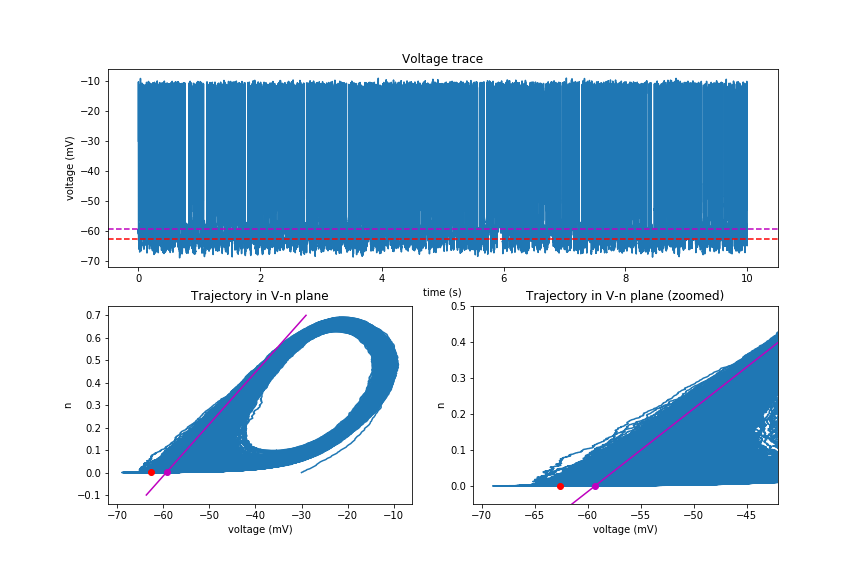 Voltage trace
−10
−20
−30
−40
−50
−60
−70
voltage (mV)
0 2 4 6 8 10
time (s)
Trajectory in V-n plane
0.7
0.6
0.5
0.4
0.3
0.2
0.1
0.0
−0.1
n
−70 −60 −50 −40 −30 −20 −10
voltage (mV)
Trajectory in V-n plane (zoomed)
0.5
0.4
0.3
0.2
0.1
0.0
n
−70 −65 −60 −55 −50 −45
voltage (mV)